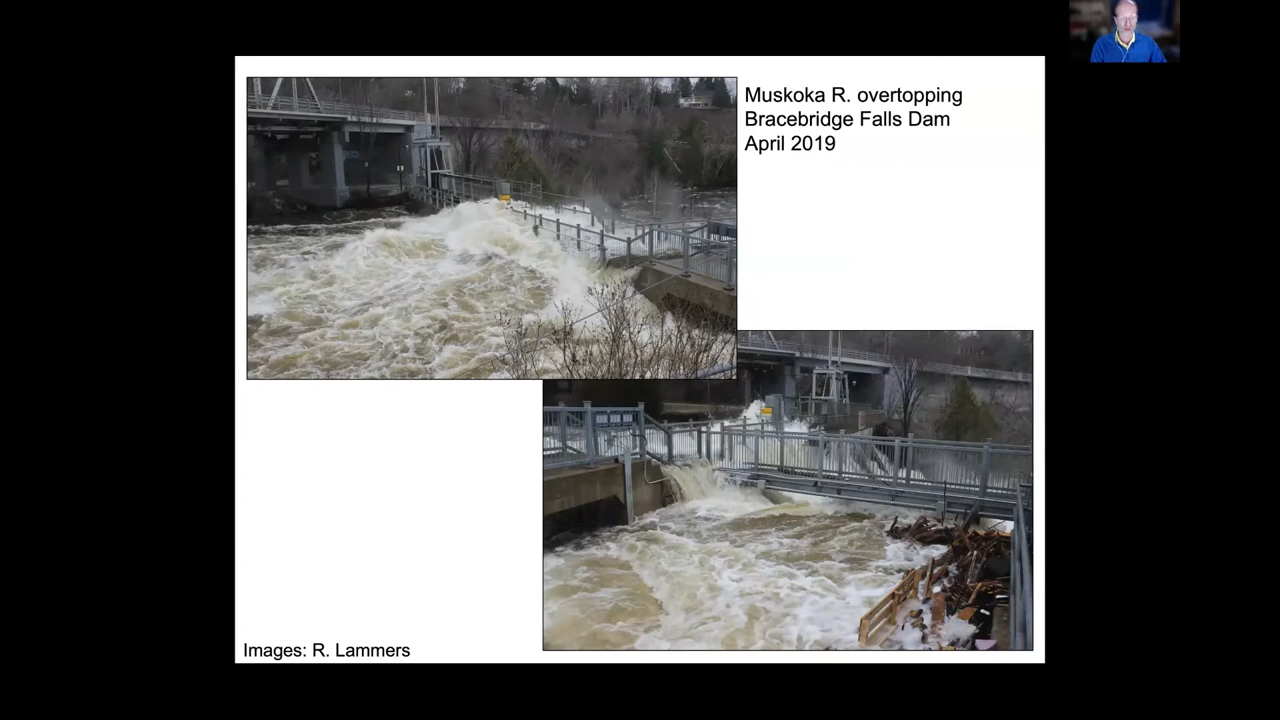 Muskoka R. overtopping
Bracebridge Falls Dam
April 2019
Images: R. Lammers